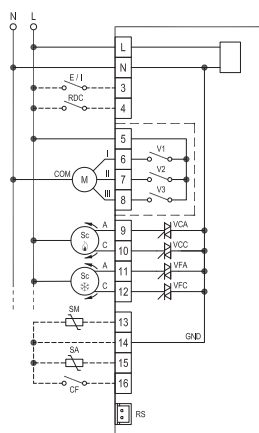 N L
L
N
E / I
3
RDC
4
5
I
V1
6
COM M II
V2
7
III
V3
8
A
9
VCA
Sc
C
10
VCC
A
11
VFA
Sc
C
12
VFC
SM
13
14
GND
SA
15
CF
16
RS